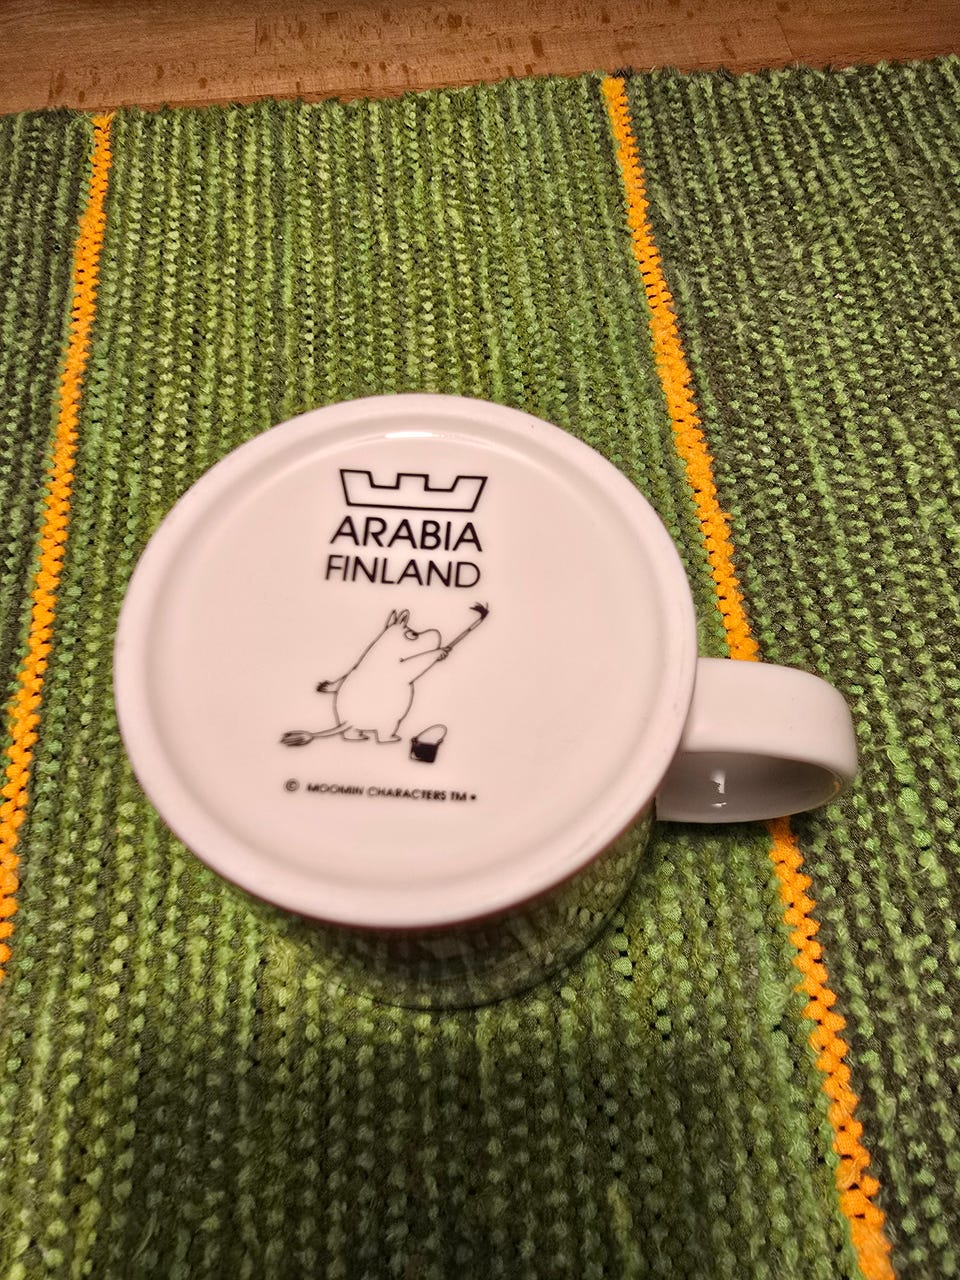 ARABIA
FINLAND
© MOOMIN CHARACTERS TM •